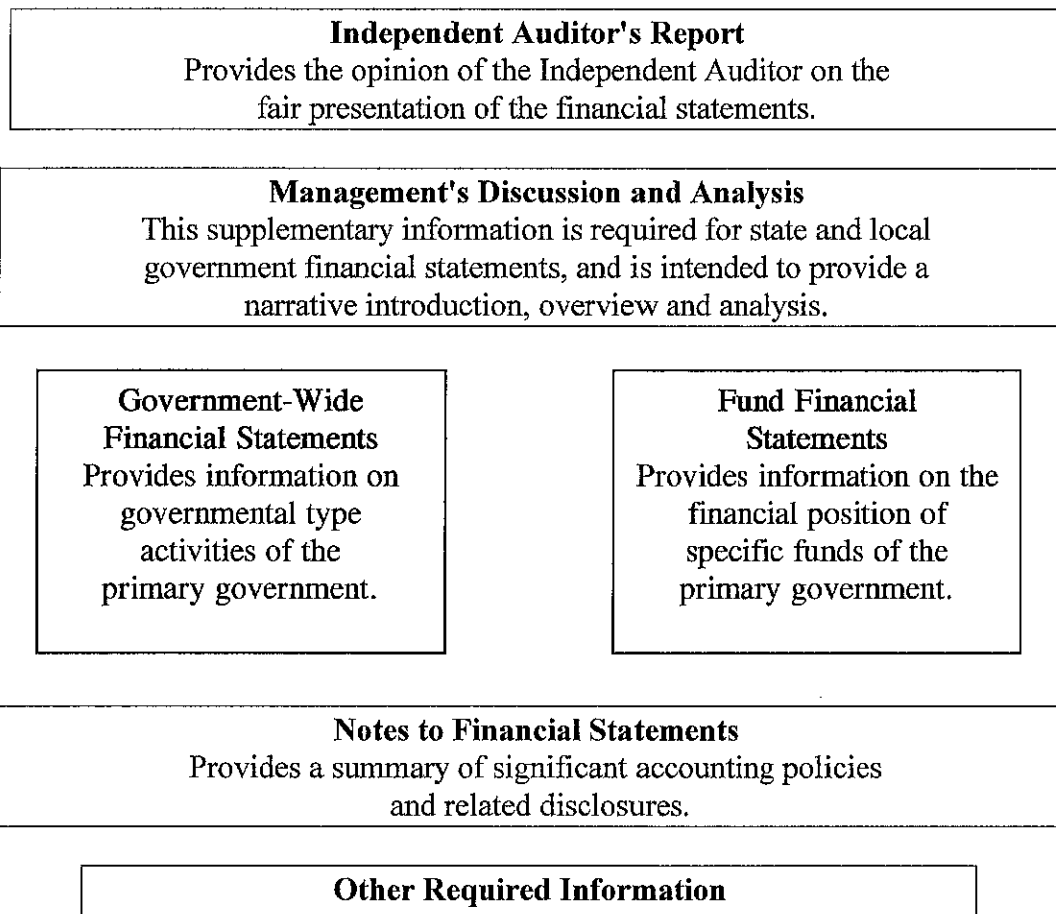 Independent Auditor's Report
Provides the opinion of the Independent Auditor on the
fair presentation of the financial statements.
Management's Discussion and Analysis
This supplementary information is required for state and local
government financial statements, and is intended to provide a
narrative introduction, overview and analysis.
Government-Wide
Financial Statements
Provides information on
governmental type
activities of the
primary government.
Fund Financial
Statements
Provides information on the
financial position of
specific funds of the
primary government.
Notes to Financial Statements
Provides a summary of significant accounting policies
and related disclosures.
Other Required Information